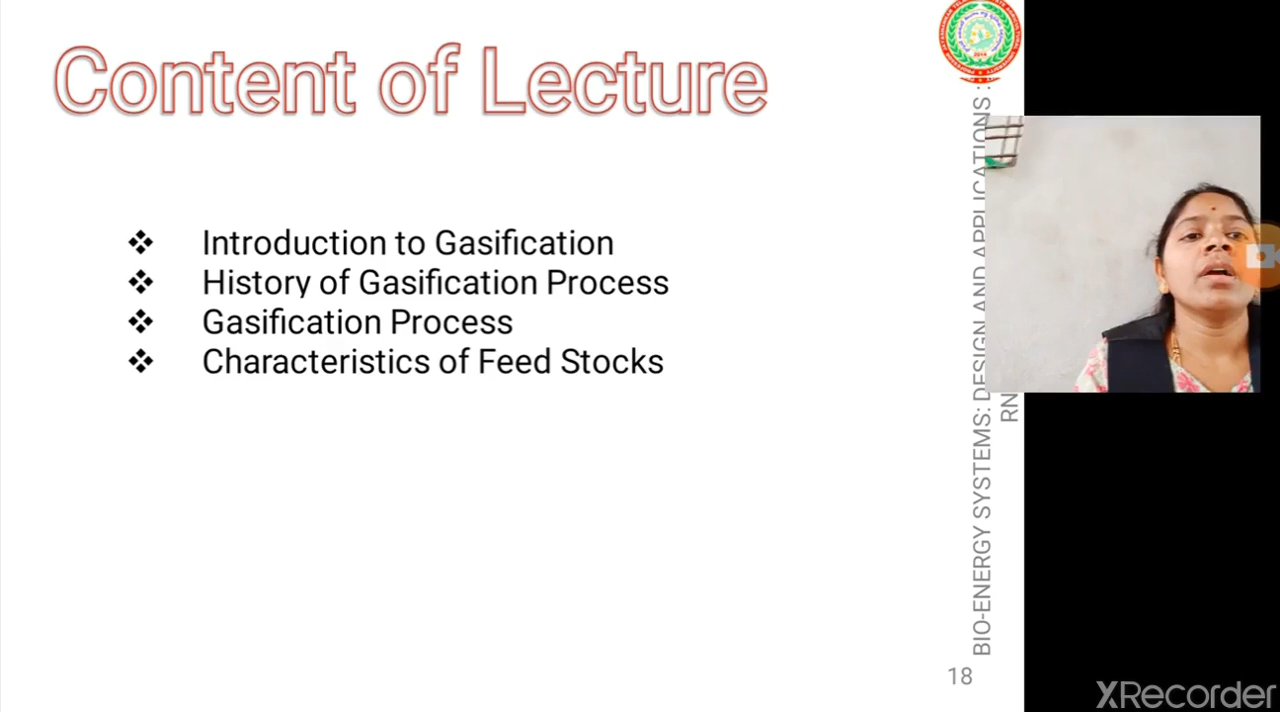 Content of Lecture
Introduction to Gasification
History of Gasification Process
Gasification Process
Characteristics of Feed Stocks
BIO-ENERGY SYSTEMS: DESIGN AND APPLICATIONS :
RN
18
2014
XRecorder